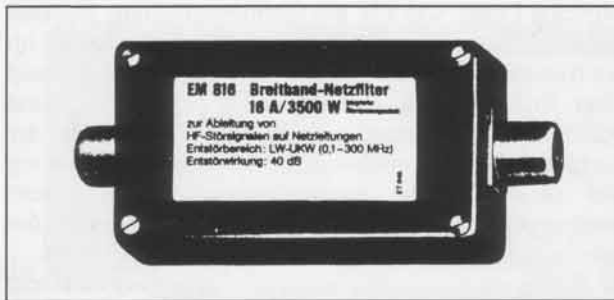 EM 816 Breitband-Netzfilter
16 A/3500 W
zur Ableitung von
HF-Störsignalen auf Netzleitungen
Entstörbereich: LW-UKW (0,1-300 MHz)
Entstörwirkung: 40 dB